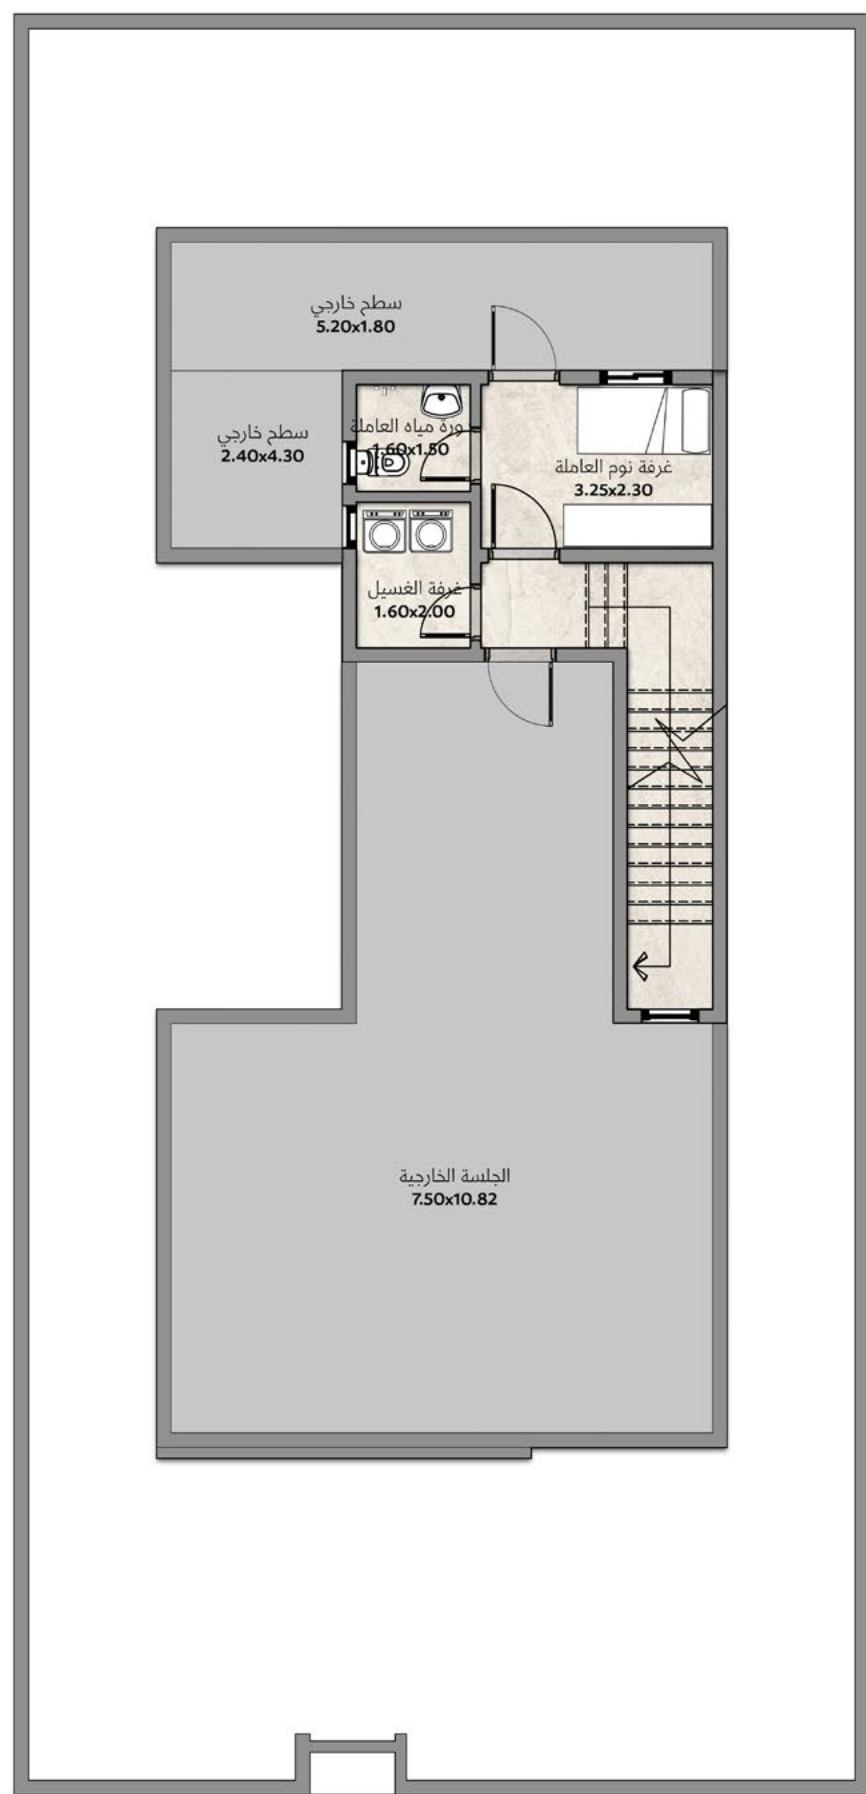 سطح خارجي
5.20x1.80
سطح خارجي
2.40x4.30
دورة مياه العاملة
1.60x1.50
غرفة نوم العاملة
3.25x2.30
غرفة الغسيل
1.60x2.00
الجلسة الخارجية
7.50x10.82